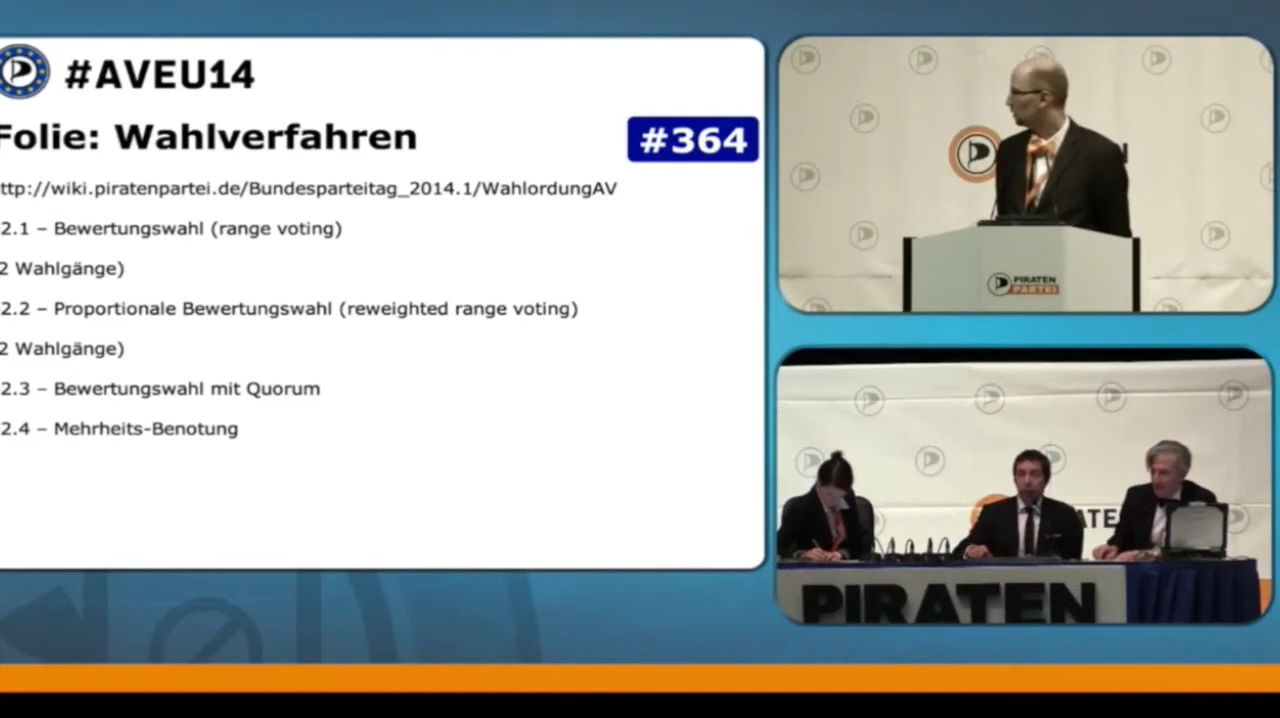 #AVEU14
Folie: Wahlverfahren
#364
ttp://wiki.piratenpartei.de/Bundesparteitag_2014.1/WahlordungAV
2.1 – Bewertungswahl (range voting)
2 Wahlgänge)
2.2 – Proportionale Bewertungswahl (reweighted range voting)
2 Wahlgänge)
2.3 – Bewertungswahl mit Quorum
2.4 – Mehrheits-Benotung
PIRATEN
PARTEI
PIRATEN